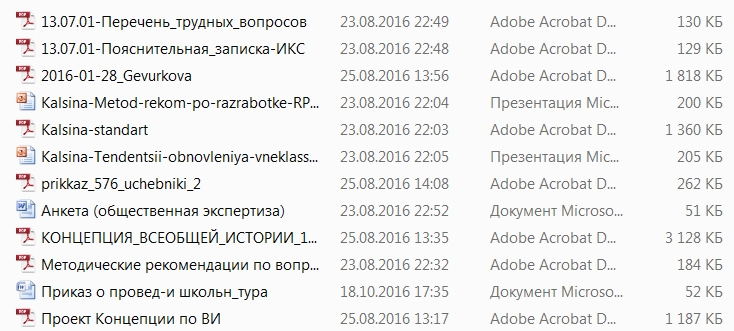 13.07.01-Перечень_трудных_вопросов 23.08.2016 22:49 Adobe Acrobat D... 130 КБ
13.07.01-Пояснительная_записка-ИКС 23.08.2016 22:48 Adobe Acrobat D... 129 КБ
2016-01-28_Gevurkova 25.08.2016 13:56 Adobe Acrobat D... 1 818 КБ
Kalsina-Metod-rekom-po-razrabotke-RP... 23.08.2016 22:04 Презентация Mic... 200 КБ
Kalsina-standart 23.08.2016 22:03 Adobe Acrobat D... 1 360 КБ
Kalsina-Tendentsii-obnovleniya-vneklass... 23.08.2016 22:05 Презентация Mic... 205 КБ
prikkaz_576_uchebniki_2 25.08.2016 14:08 Adobe Acrobat D... 262 КБ
Анкета (общественная экспертиза) 23.08.2016 22:52 Документ Microso... 51 КБ
КОНЦЕПЦИЯ_ВСЕОБЩЕЙ_ИСТОРИИ_1... 25.08.2016 13:35 Adobe Acrobat D... 3 128 КБ
Методические рекомендации по вопр... 23.08.2016 22:32 Adobe Acrobat D... 184 КБ
Приказ о провед-и школьн_тура 18.10.2016 17:35 Документ Microso... 52 КБ
Проект Концепции по ВИ 25.08.2016 13:17 Adobe Acrobat D... 1 187 КБ